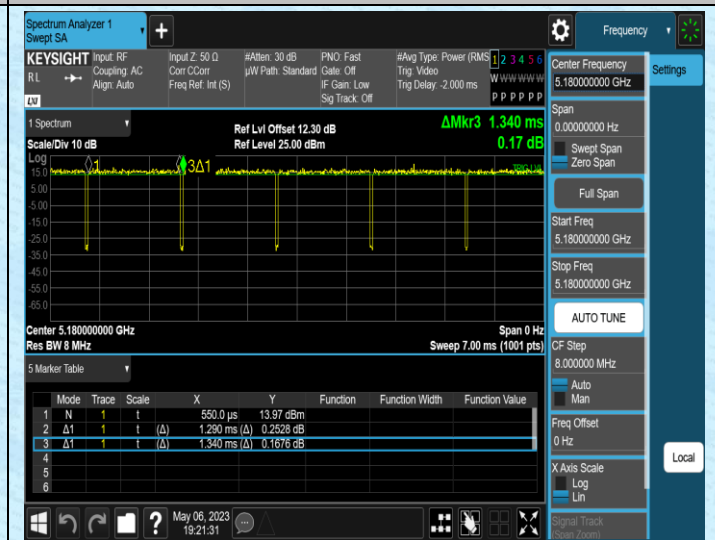 Spectrum Analyzer 1
Swept SA
Frequency
KEYSIGHT Input: RF Input Z: 50 Ω #Atten: 30 dB PNO: Fast #Avg Type: Power (RMS 1 2 3 4 5 6
RL Coupling: AC Corr CCorr µW Path: Standard Gate: Off Trig: Video W W W W W W
Align: Auto Freq Ref: Int (S) IF Gain: Low Trig Delay: -2.000 ms
LXI Sig Track: Off P P P P P P
1 Spectrum
Ref Lvl Offset 12.30 dB ΔMkr3 1.340 ms
Scale/Div 10 dB Ref Level 25.00 dBm 0.17 dB
Log
1 3Δ1
15.0 TRIG LVL
5.00
-5.00
-15.0
-25.0
-35.0
-45.0
-55.0
-65.0
Center 5.180000000 GHz Span 0 Hz
Res BW 8 MHz Sweep 7.00 ms (1001 pts)
5 Marker Table
Mode Trace Scale X Y Function Function Width Function Value
1 N 1 t 550.0 µs 13.97 dBm
2 Δ1 1 t (Δ) 1.290 ms (Δ) 0.2528 dB
3 Δ1 1 t (Δ) 1.340 ms (Δ) 0.1676 dB
4
5
6
May 06, 2023
19:21:31
Center Frequency
5.180000000 GHz
Settings
Span
0.00000000 Hz
Swept Span
Zero Span
Full Span
Start Freq
5.180000000 GHz
Stop Freq
5.180000000 GHz
AUTO TUNE
CF Step
8.000000 MHz
Auto
Man
Freq Offset
0 Hz
Local
X Axis Scale
Log
Lin
Signal Track
(Span Zoom)